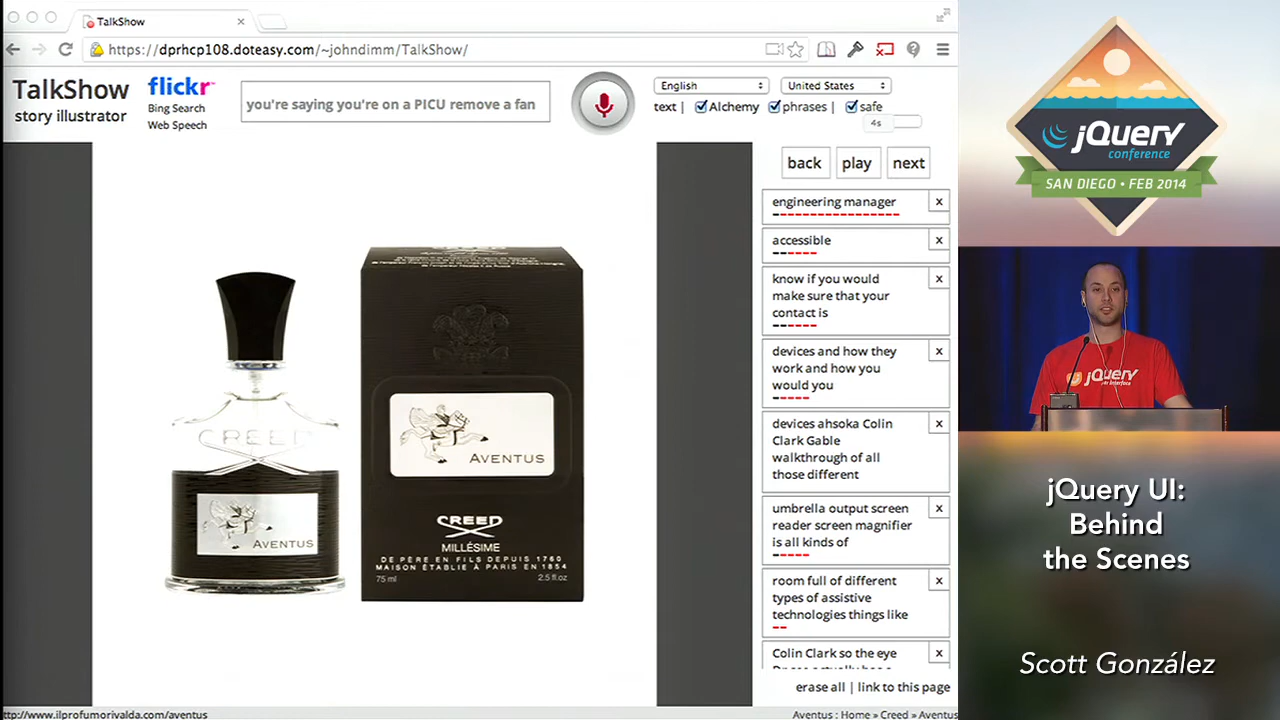 TalkShow
https://dprhcp108.doteasy.com/~johndimm/TalkShow/
TalkShow
story illustrator
flickr
Bing Search
Web Speech
you're saying you're on a PICU remove a fan
English
United States
text | Alchemy phrases | safe
4s
back play next
engineering manager x
accessible x
know if you would x
make sure that your
contact is
devices and how they x
work and how you
would you
devices ahsoka Colin x
Clark Gable
walkthrough of all
those different
umbrella output screen x
reader screen magnifier
is all kinds of
room full of different x
types of assistive
technologies things like
Colin Clark so the eye x
erase all | link to this page
CREED
AVENTUS
AVENTUS
CREED
MILLÉSIME
DE PÈRE EN FILS DEPUIS 1760
MAISON ÉTABLIE À PARIS EN 1854
75 ml 2.5 fl.oz
http://www.ilprofumorivalda.com/aventus
Aventus : Home » Creed » Aventus
jQuery
conference
SAN DIEGO • FEB 2014
jQuery
jQuery UI:
Behind
the Scenes
Scott González